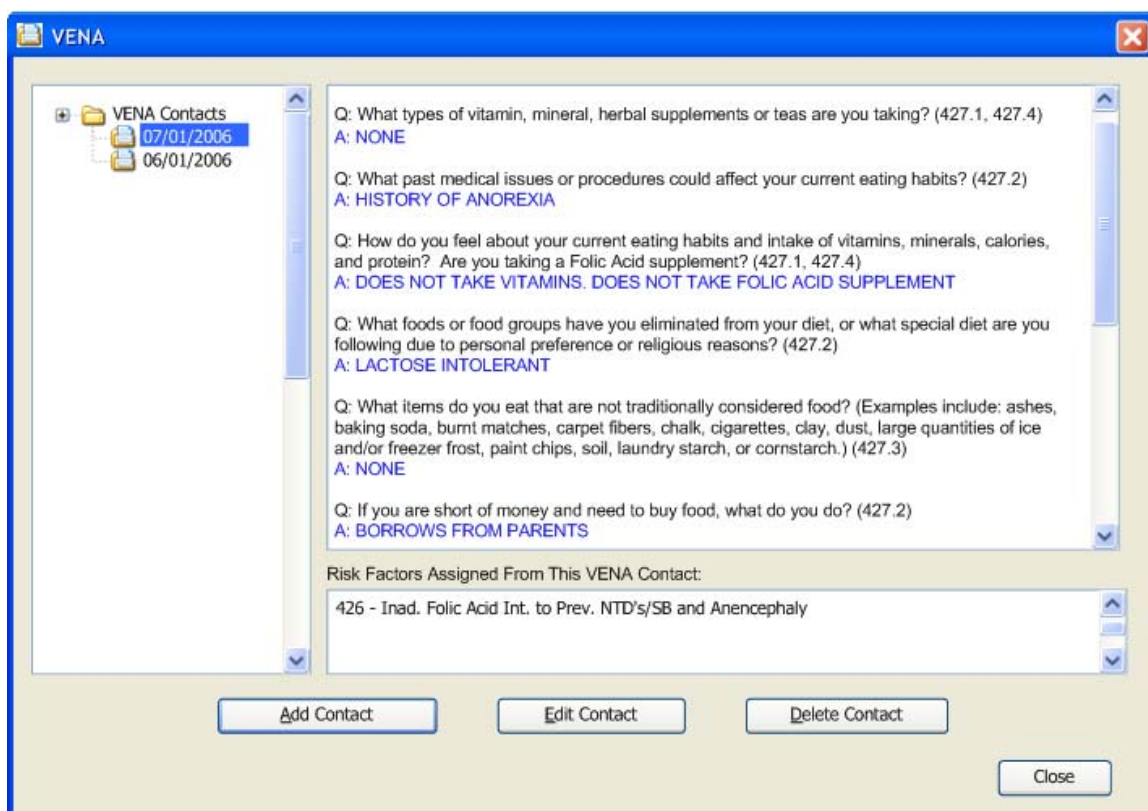 VENA
VENA Contacts
07/01/2006
06/01/2006
Q: What types of vitamin, mineral, herbal supplements or teas are you taking? (427.1, 427.4)
A: NONE
Q: What past medical issues or procedures could affect your current eating habits? (427.2)
A: HISTORY OF ANOREXIA
Q: How do you feel about your current eating habits and intake of vitamins, minerals, calories,
and protein?  Are you taking a Folic Acid supplement? (427.1, 427.4)
A: DOES NOT TAKE VITAMINS. DOES NOT TAKE FOLIC ACID SUPPLEMENT
Q: What foods or food groups have you eliminated from your diet, or what special diet are you
following due to personal preference or religious reasons? (427.2)
A: LACTOSE INTOLERANT
Q: What items do you eat that are not traditionally considered food? (Examples include: ashes,
baking soda, burnt matches, carpet fibers, chalk, cigarettes, clay, dust, large quantities of ice
and/or freezer frost, paint chips, soil, laundry starch, or cornstarch.) (427.3)
A: NONE
Q: If you are short of money and need to buy food, what do you do? (427.2)
A: BORROWS FROM PARENTS
Risk Factors Assigned From This VENA Contact:
426 - Inad. Folic Acid Int. to Prev. NTD's/SB and Anencephaly
Add Contact
Edit Contact
Delete Contact
Close